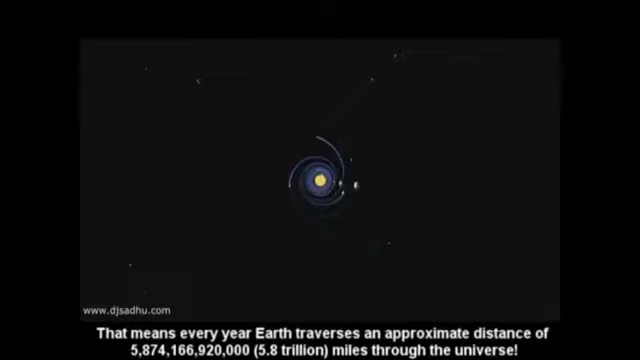 www.djsadhu.com
That means every year Earth traverses an approximate distance of
5,874,166,920,000 (5.8 trillion) miles through the universe!